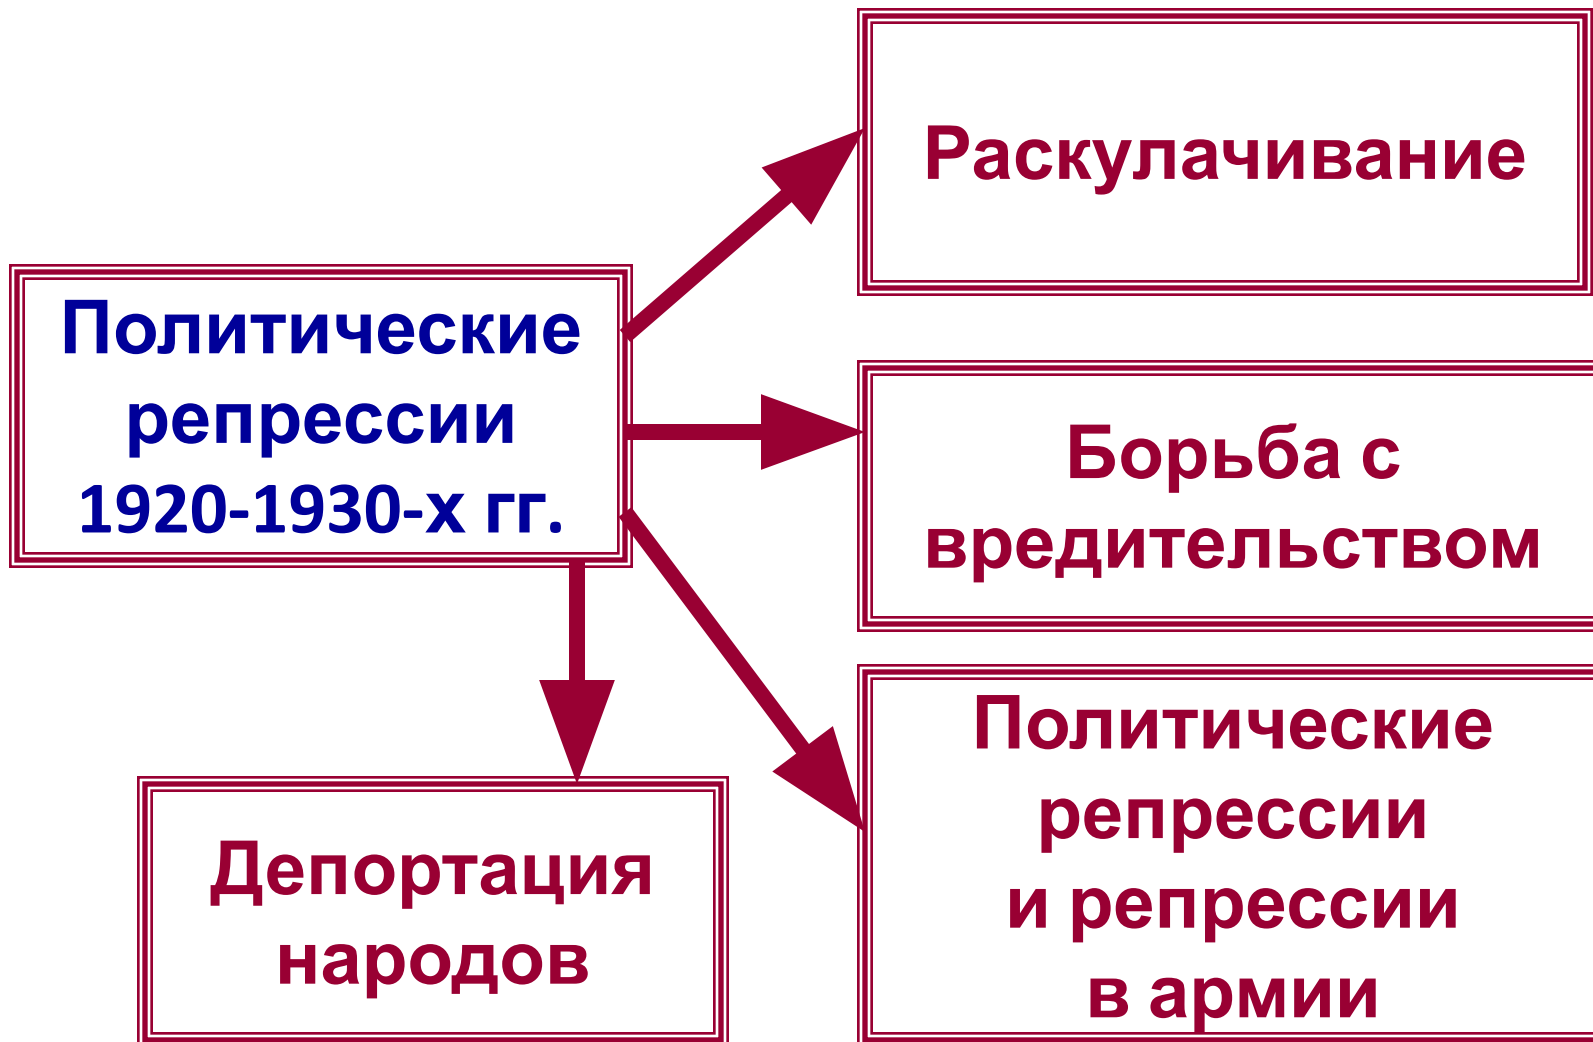 Политические
репрессии
1920-1930-х гг.
Раскулачивание
Борьба с
вредительством
Политические
репрессии
и репрессии
в армии
Депортация
народов